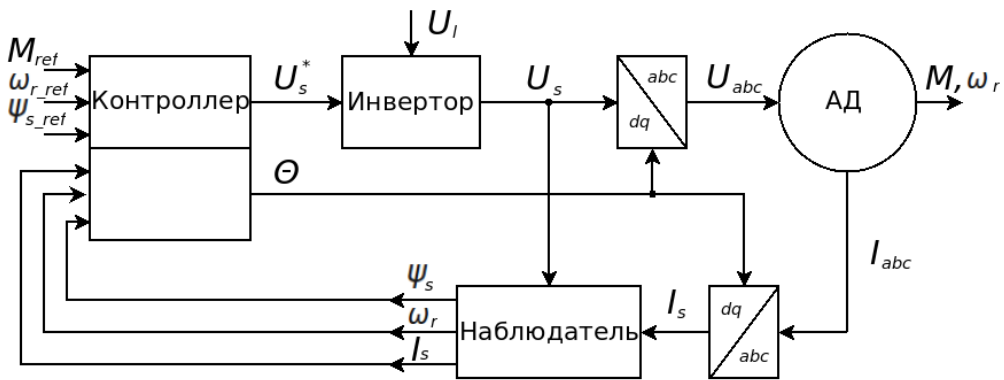 U_l
M_ref
ω_r_ref
ψ_s_ref
Контроллер
U_s^*
Инвертор
U_s
abc
dq
U_abc
АД
M, ω_r
Θ
I_abc
ψ_s
ω_r
I_s
Наблюдатель
I_s
dq
abc